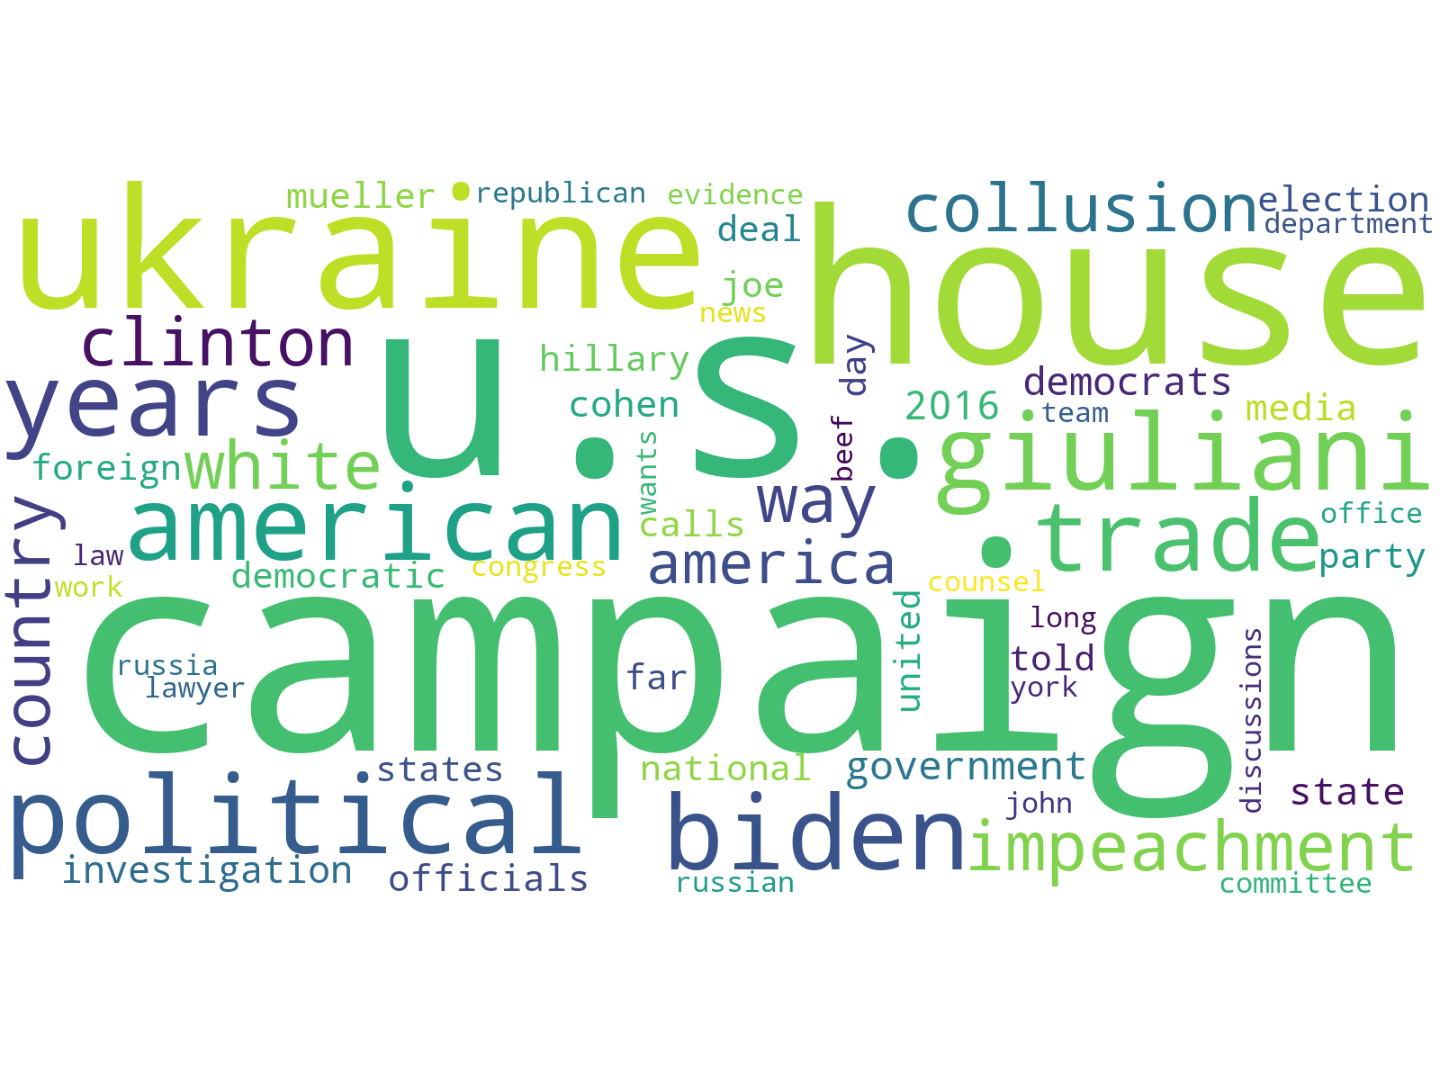 ukraine
mueller
republican
evidence
collusion
election
department
deal
house
joe
news
clinton
u.s.
hillary
day
democrats
years
cohen
2016
team
media
giuliani
beef
foreign
white
wants
american
way
trade
office
country
calls
party
law
america
work
democratic
congress
counsel
campaign
united
long
discussions
russia
told
lawyer
far
york
states
national
government
political
biden
john
state
impeachment
investigation
officials
russian
committee